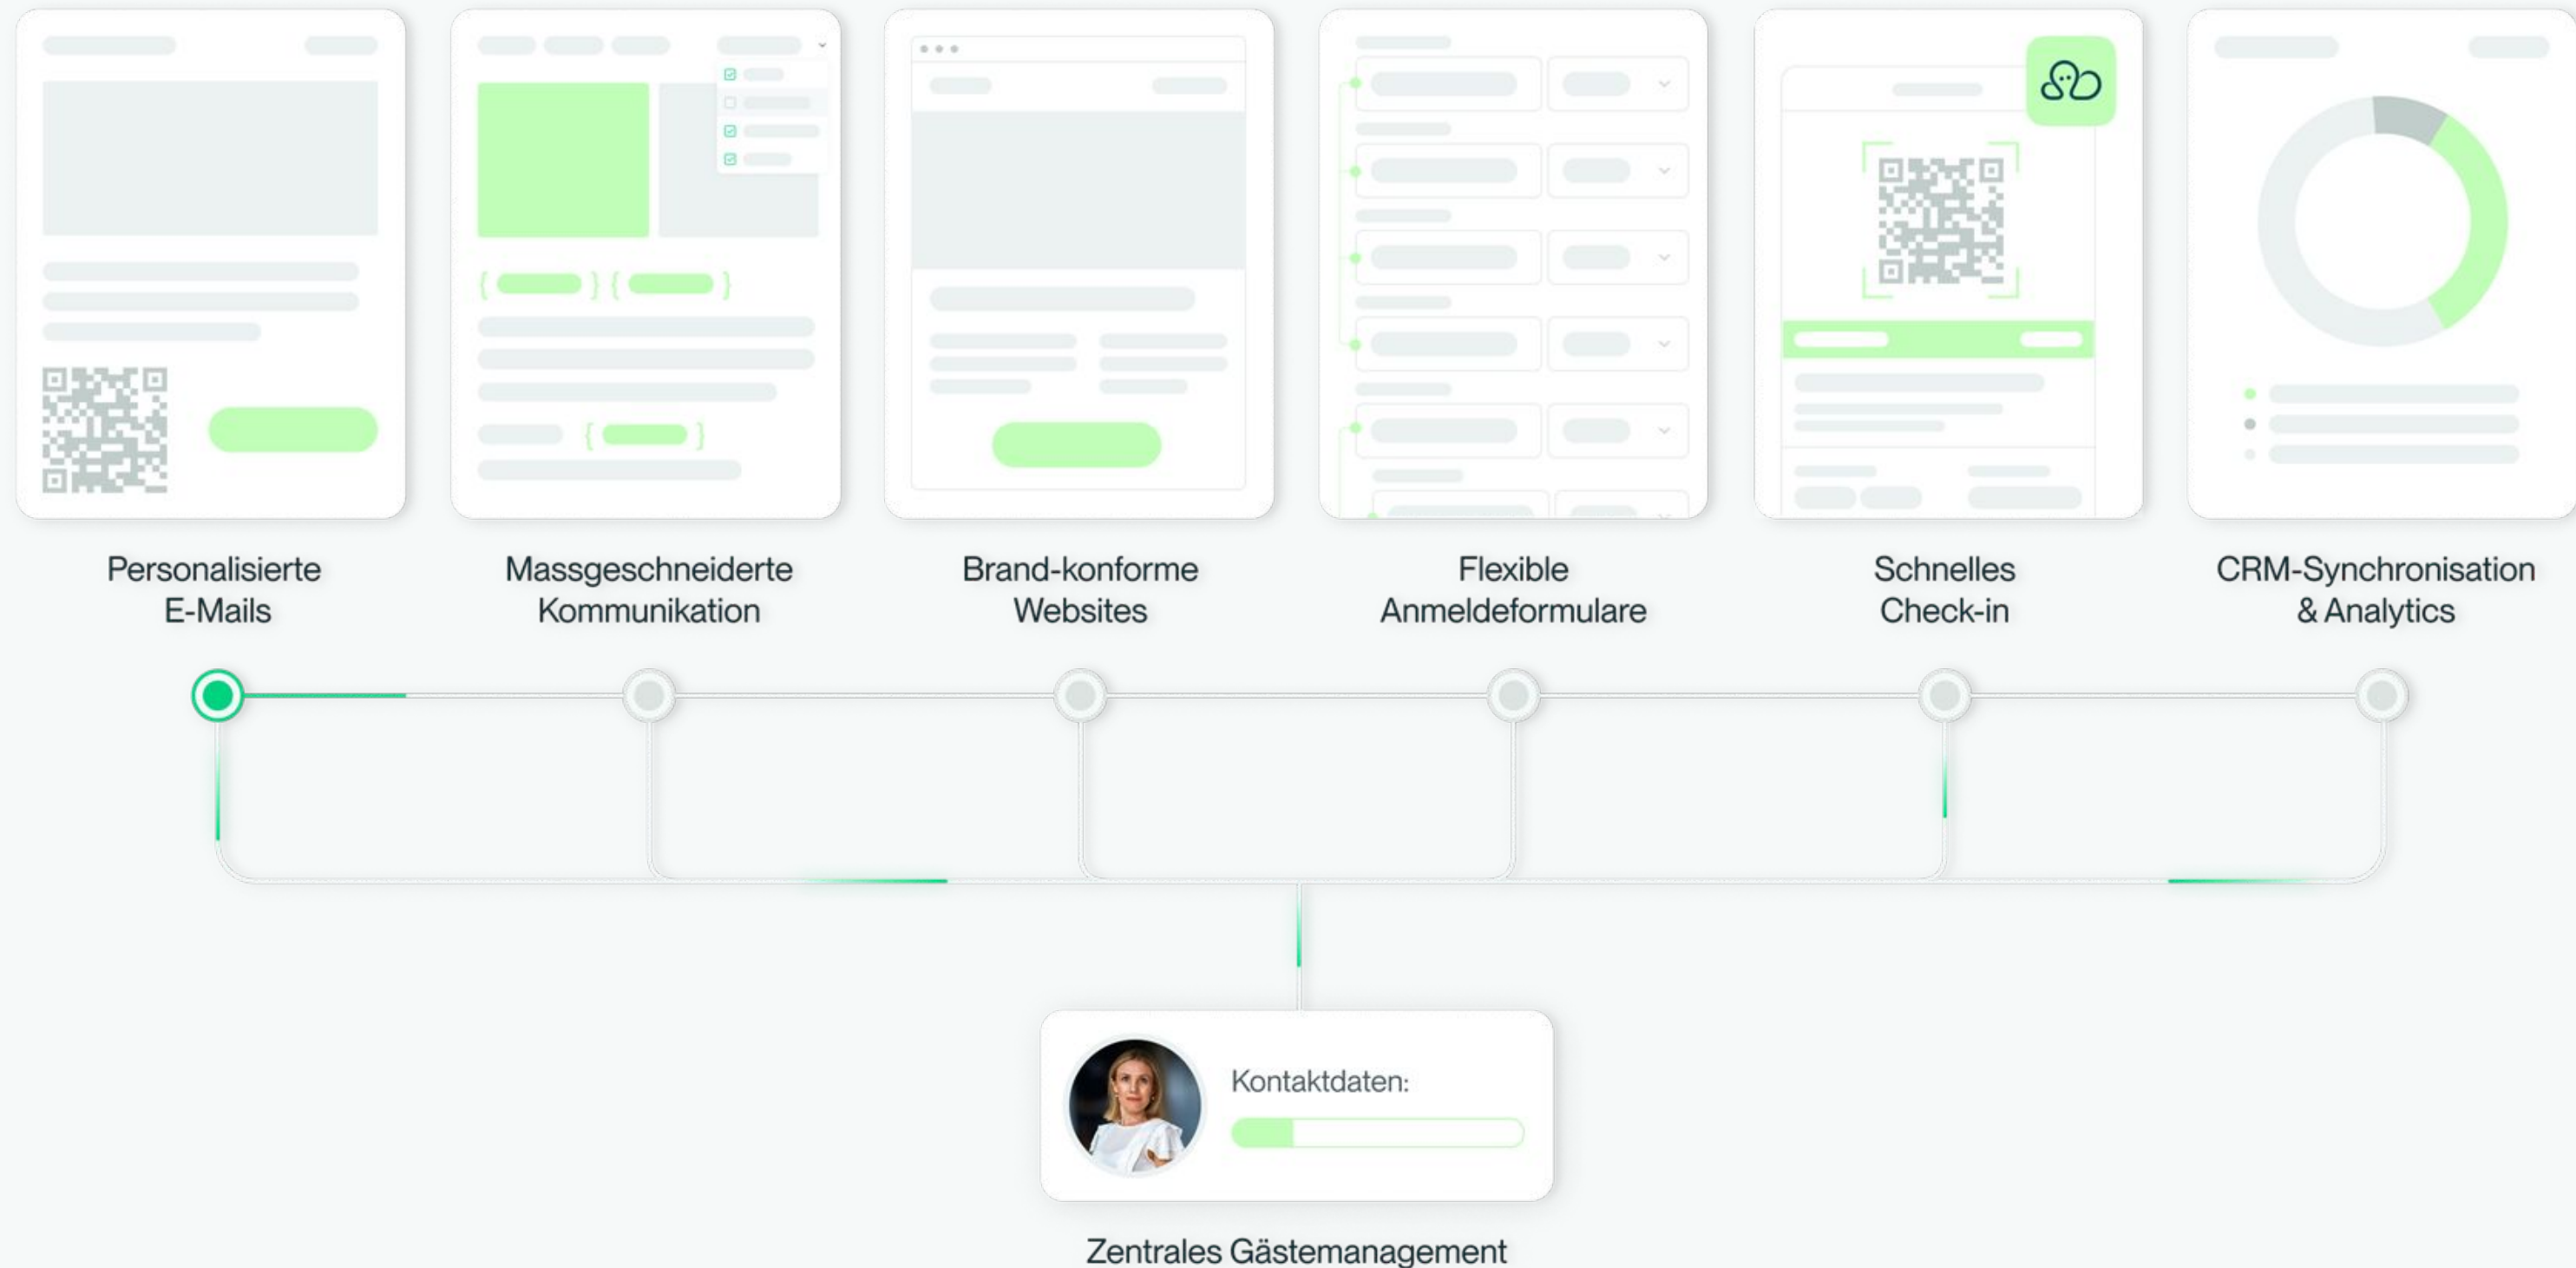 Personalisierte
E-Mails
Massgeschneiderte
Kommunikation
Brand-konforme
Websites
Flexible
Anmeldeformulare
Schnelles
Check-in
CRM-Synchronisation
& Analytics
Kontaktdaten:
Zentrales Gästemanagement